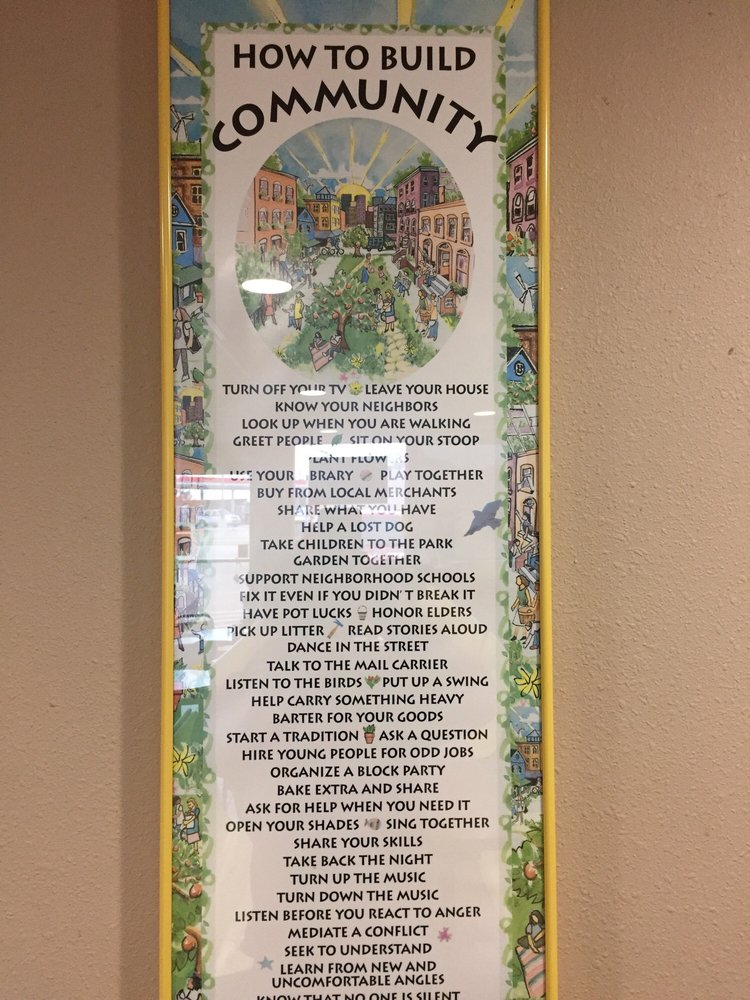 HOW TO BUILD
COMMUNITY
TURN OFF YOUR TV LEAVE YOUR HOUSE
KNOW YOUR NEIGHBORS
LOOK UP WHEN YOU ARE WALKING
GREET PEOPLE SIT ON YOUR STOOP
PLANT FLOWERS
USE YOUR LIBRARY PLAY TOGETHER
BUY FROM LOCAL MERCHANTS
SHARE WHAT YOU HAVE
HELP A LOST DOG
TAKE CHILDREN TO THE PARK
GARDEN TOGETHER
SUPPORT NEIGHBORHOOD SCHOOLS
FIX IT EVEN IF YOU DIDN'T BREAK IT
HAVE POT LUCKS HONOR ELDERS
PICK UP LITTER READ STORIES ALOUD
DANCE IN THE STREET
TALK TO THE MAIL CARRIER
LISTEN TO THE BIRDS PUT UP A SWING
HELP CARRY SOMETHING HEAVY
BARTER FOR YOUR GOODS
START A TRADITION ASK A QUESTION
HIRE YOUNG PEOPLE FOR ODD JOBS
ORGANIZE A BLOCK PARTY
BAKE EXTRA AND SHARE
ASK FOR HELP WHEN YOU NEED IT
OPEN YOUR SHADES SING TOGETHER
SHARE YOUR SKILLS
TAKE BACK THE NIGHT
TURN UP THE MUSIC
TURN DOWN THE MUSIC
LISTEN BEFORE YOU REACT TO ANGER
MEDIATE A CONFLICT
SEEK TO UNDERSTAND
LEARN FROM NEW AND
UNCOMFORTABLE ANGLES
KNOW THAT NO ONE IS SILENT